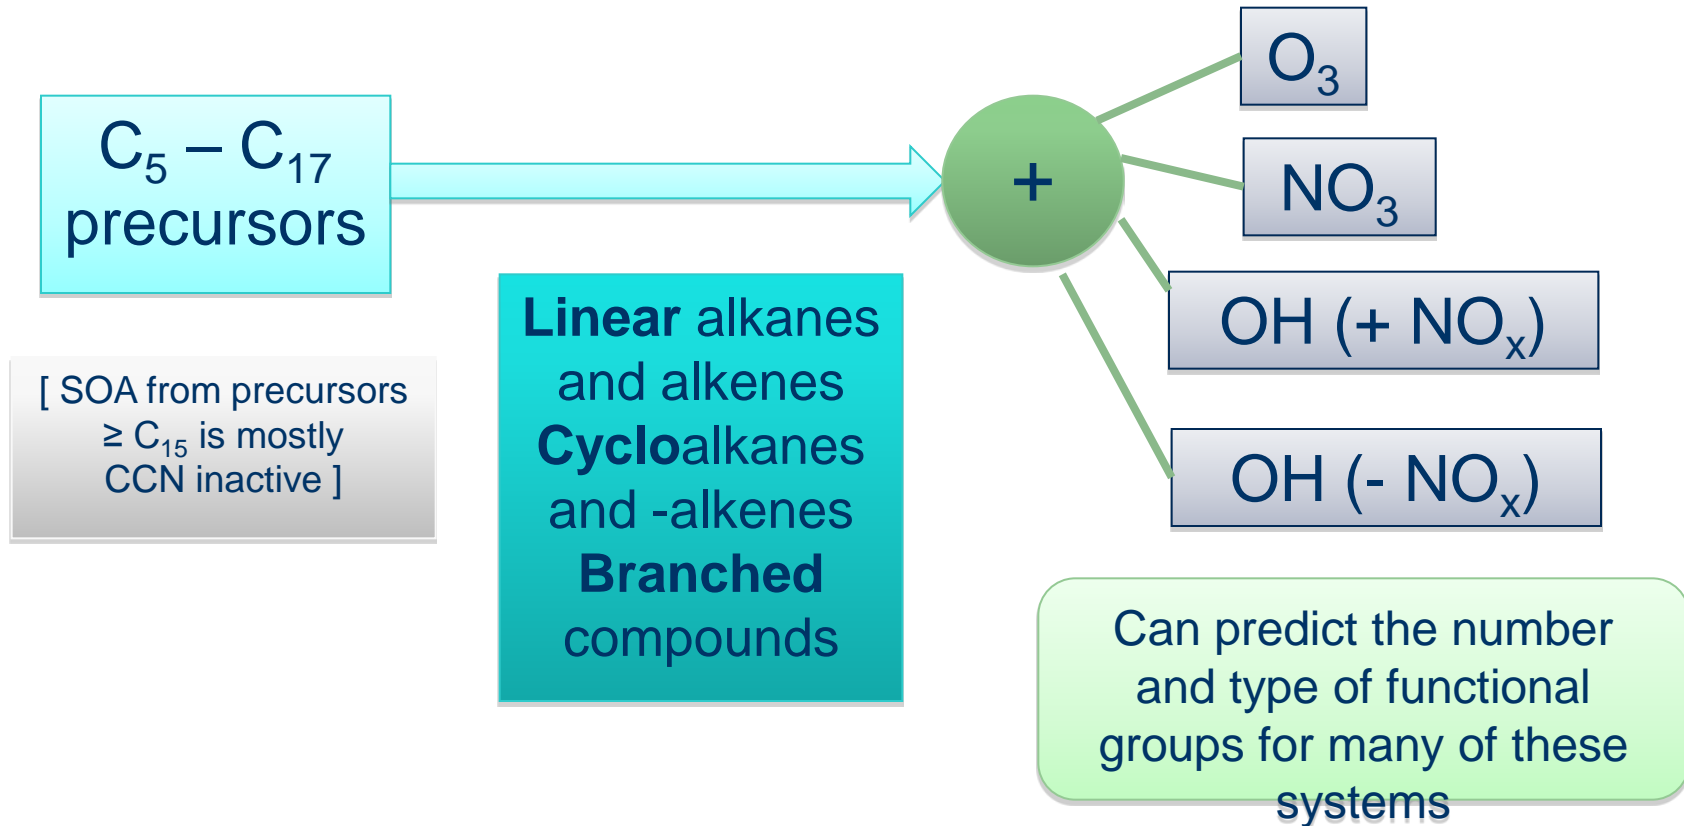 C₅ – C₁₇
precursors
[ SOA from precursors
≥ C₁₅ is mostly
CCN inactive ]
Linear alkanes
and alkenes
Cycloalkanes
and -alkenes
Branched
compounds
+
O₃
NO₃
OH (+ NOₓ)
OH (- NOₓ)
Can predict the number
and type of functional
groups for many of these
systems